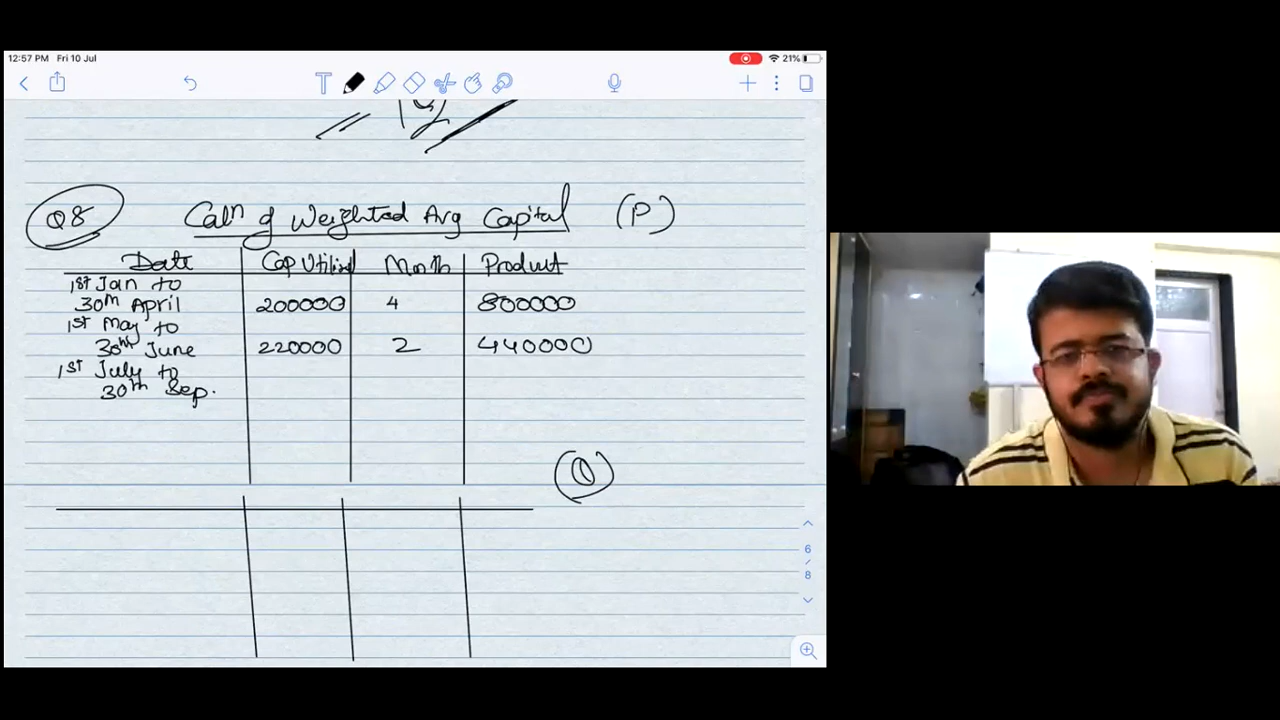 12:57 PM Fri 10 Jul
21%
T
Q8 Calⁿ of Weighted Avg Capital (P)
Date Cap Utilised Month Product
1st Jan to
30th April 200000 4 800000
1st May to
30th June 220000 2 440000
1st July to
30th Sep.
(Q)
6
/
8